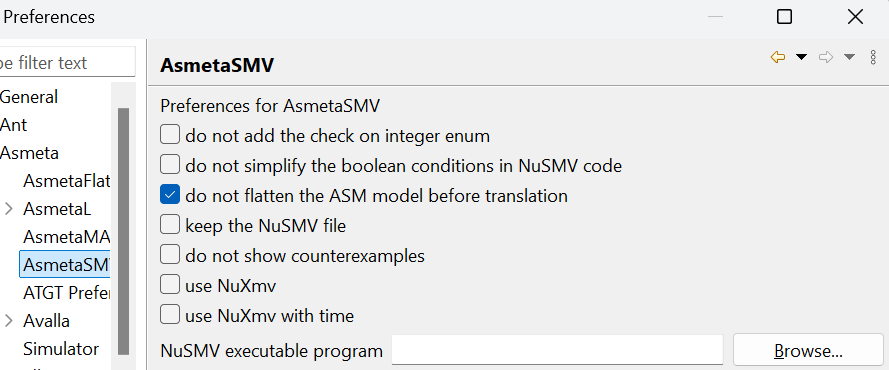 Preferences
pe filter text
General
Ant
Asmeta
AsmetaFlat
AsmetaL
AsmetaMA
AsmetaSM
ATGT Prefer
Avalla
Simulator
AsmetaSMV
Preferences for AsmetaSMV
do not add the check on integer enum
do not simplify the boolean conditions in NuSMV code
do not flatten the ASM model before translation
keep the NuSMV file
do not show counterexamples
use NuXmv
use NuXmv with time
NuSMV executable program
Browse...